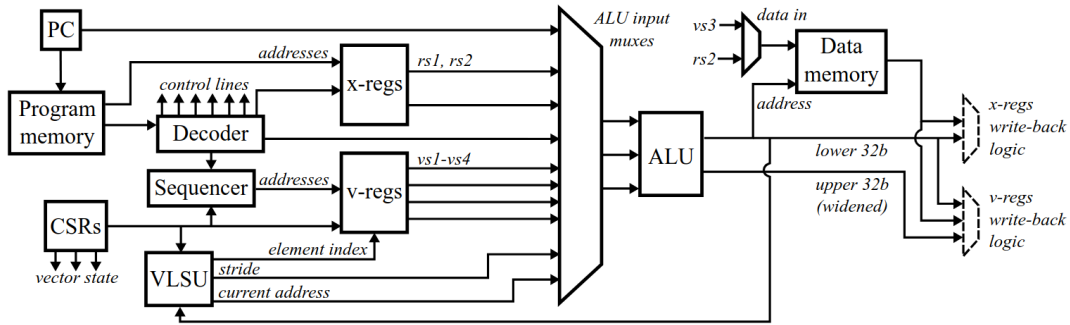 PC
Program
memory
addresses
control lines
Decoder
x-regs
rs1, rs2
Sequencer
addresses
v-regs
vs1-vs4
CSRs
vector state
VLSU
element index
stride
current address
ALU input
muxes
ALU
vs3
rs2
data in
Data
memory
address
lower 32b
upper 32b
(widened)
x-regs
write-back
logic
v-regs
write-back
logic